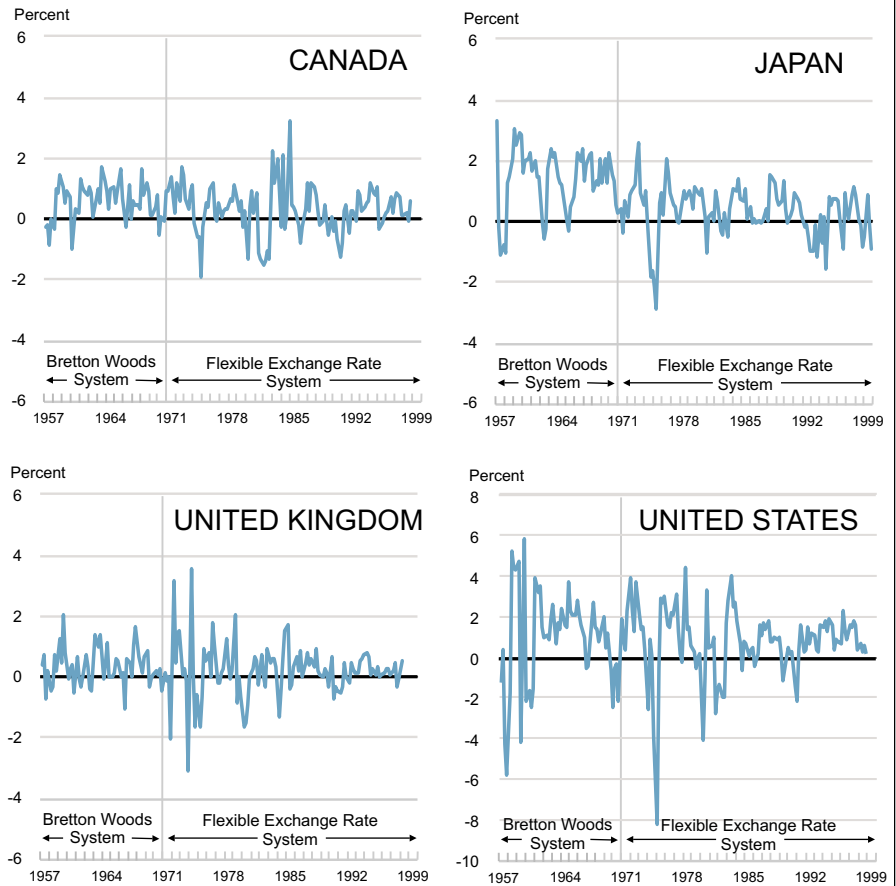 Percent
6
CANADA
4
2
0
-2
-4
Bretton Woods System
Flexible Exchange Rate System
-6
1957 1964 1971 1978 1985 1992 1999
Percent
6
JAPAN
4
2
0
-2
-4
Bretton Woods System
Flexible Exchange Rate System
-6
1957 1964 1971 1978 1985 1992 1999
Percent
6
UNITED KINGDOM
4
2
0
-2
-4
Bretton Woods System
Flexible Exchange Rate System
-6
1957 1964 1971 1978 1985 1992 1999
Percent
8
UNITED STATES
6
4
2
0
-2
-4
-6
-8
Bretton Woods System
Flexible Exchange Rate System
-10
1957 1964 1971 1978 1985 1992 1999